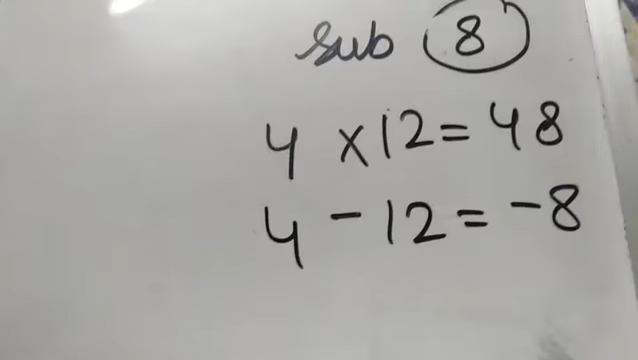 sub 8
4 × 12 = 48
4 - 12 = -8